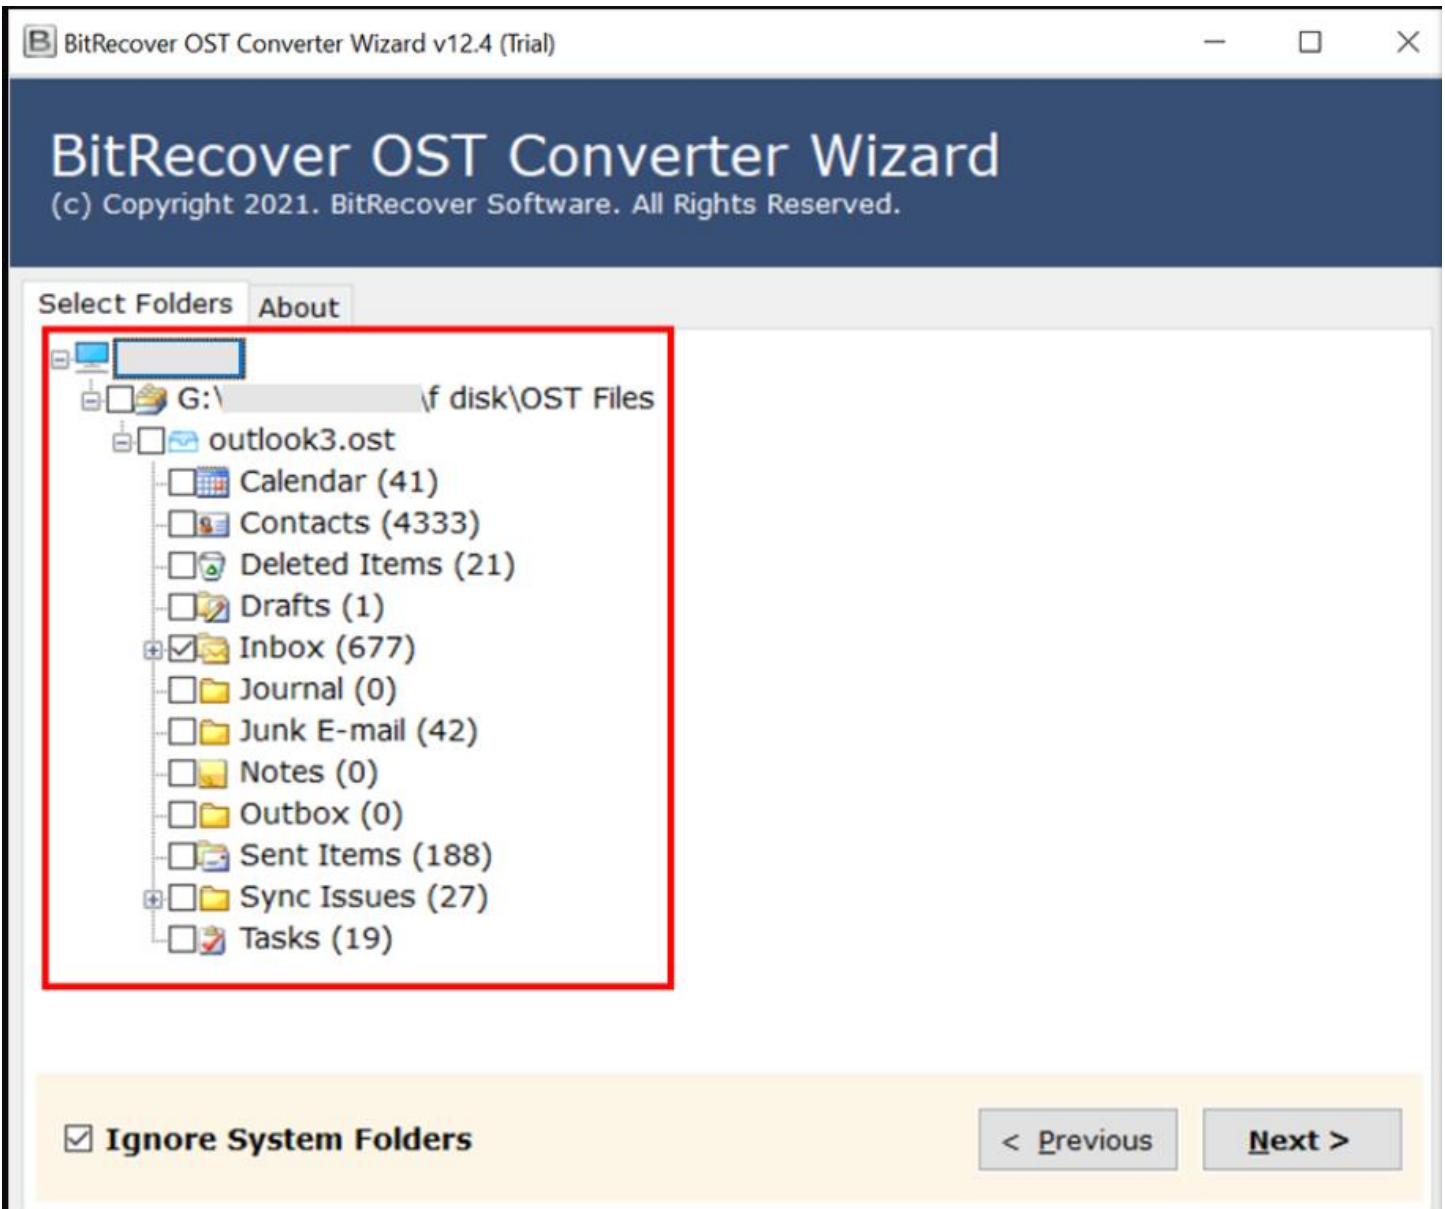 BitRecover OST Converter Wizard v12.4 (Trial)
BitRecover OST Converter Wizard
(c) Copyright 2021. BitRecover Software. All Rights Reserved.
Select Folders About
G:\ \f disk\OST Files
outlook3.ost
Calendar (41)
Contacts (4333)
Deleted Items (21)
Drafts (1)
Inbox (677)
Journal (0)
Junk E-mail (42)
Notes (0)
Outbox (0)
Sent Items (188)
Sync Issues (27)
Tasks (19)
Ignore System Folders
< Previous Next >